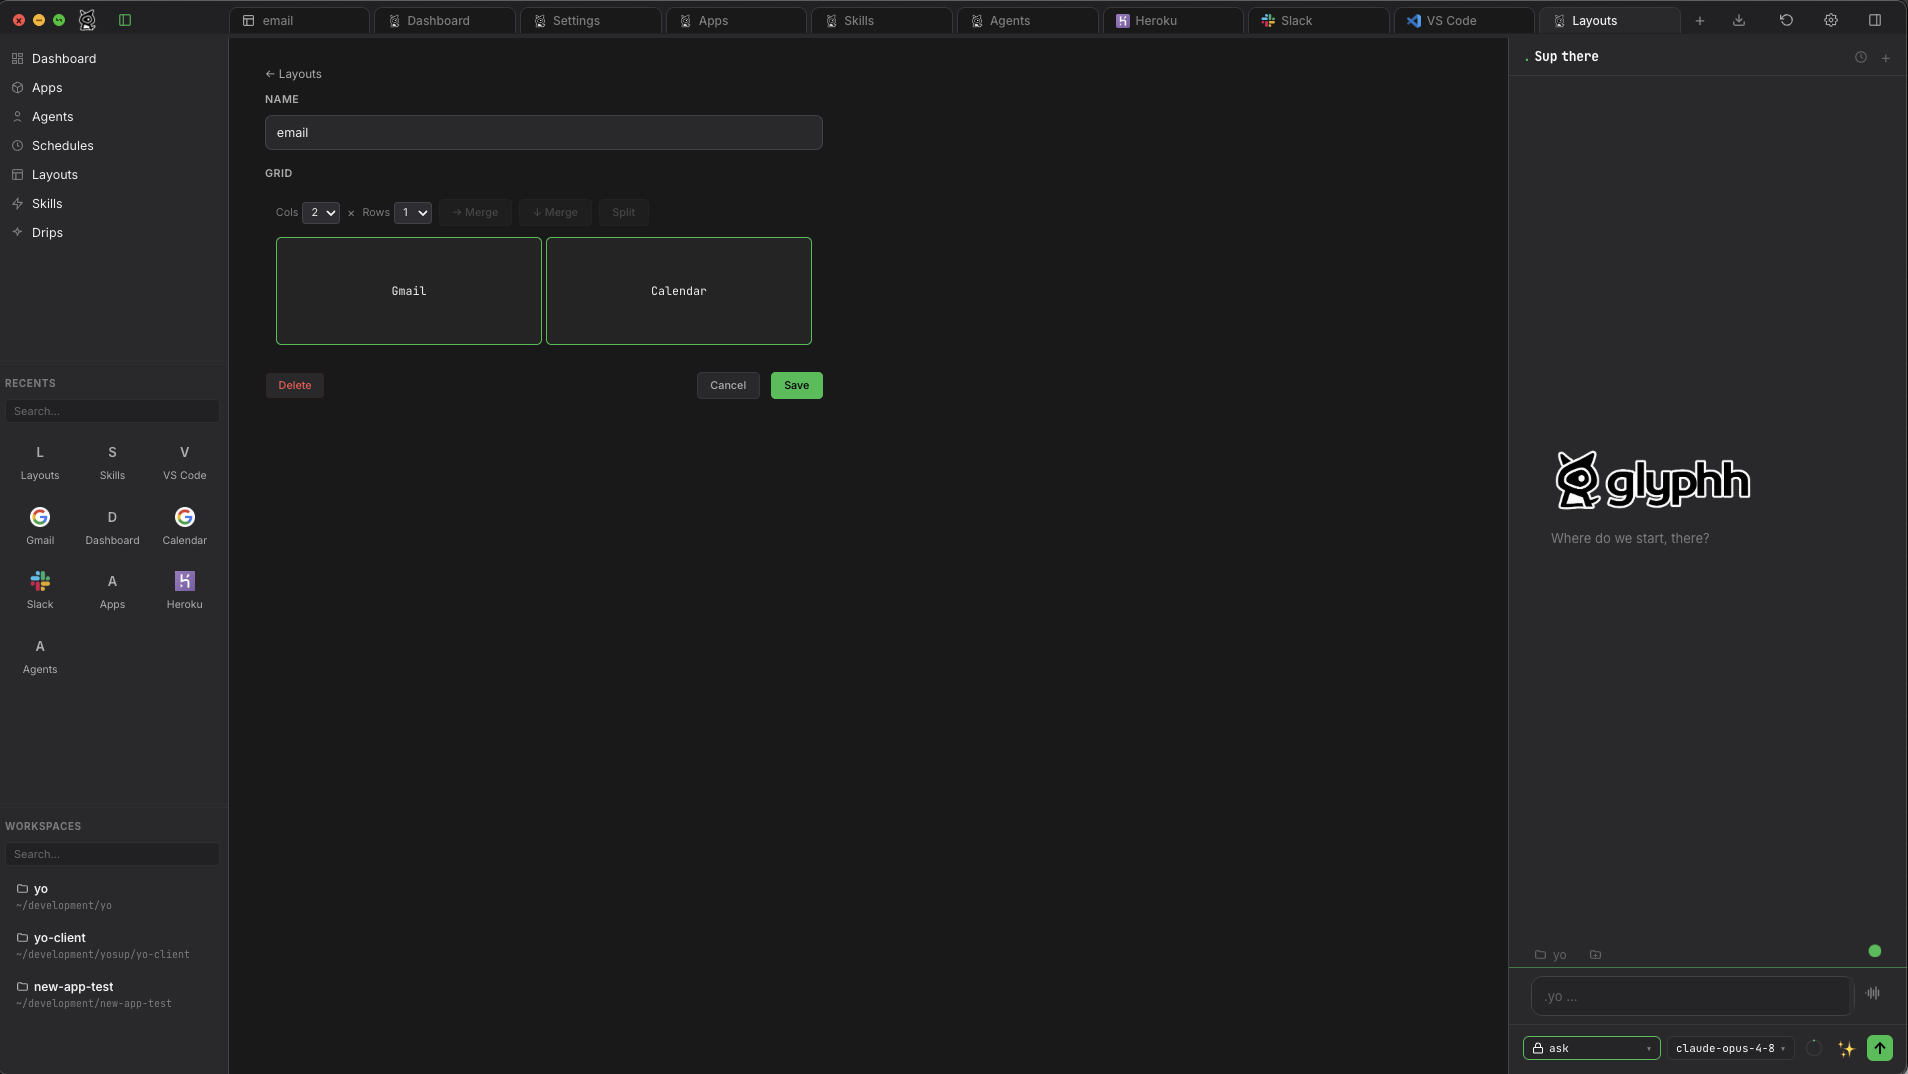 email
Dashboard
Settings
Apps
Skills
Agents
Heroku
Slack
VS Code
Layouts
Dashboard
Apps
Agents
Schedules
Layouts
Skills
Drips
RECENTS
Search...
Layouts
Skills
VS Code
Gmail
Dashboard
Calendar
Slack
Apps
Heroku
Agents
L
S
V
D
A
A
WORKSPACES
Search...
yo
~/development/yo
yo-client
~/development/yosup/yo-client
new-app-test
~/development/new-app-test
← Layouts
NAME
email
GRID
Cols 2 × Rows 1 → Merge ↓ Merge Split
Gmail
Calendar
Delete
Cancel
Save
. Sup there
glyphh
Where do we start, there?
yo
.yo ...
ask
claude-opus-4-8